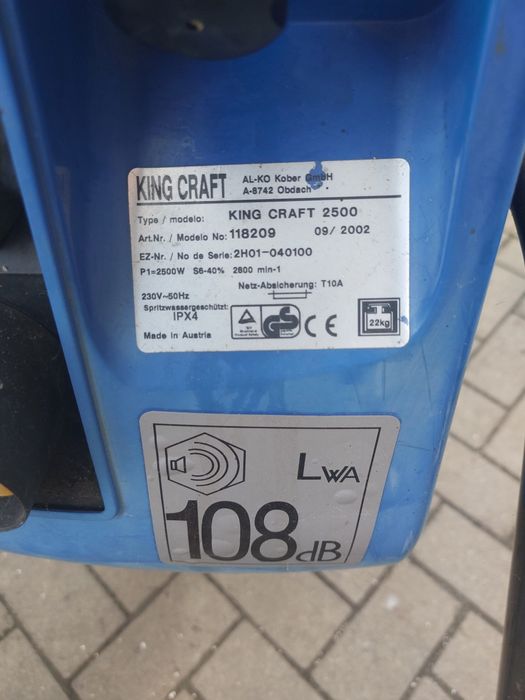 KING CRAFT
AL-KO Kober GmbH
A-8742 Obdach
Type / modelo: KING CRAFT 2500
Art.Nr. / Modelo No: 118209 09/ 2002
EZ-Nr. / No de Serie: 2H01-040100
P1=2500W S6-40% 2800 min-1
Netz-Absicherung: T10A
230V~50Hz
Spritzwassergeschützt:
IPX4
Made in Austria
GS
CE
22kg
LWA
108dB